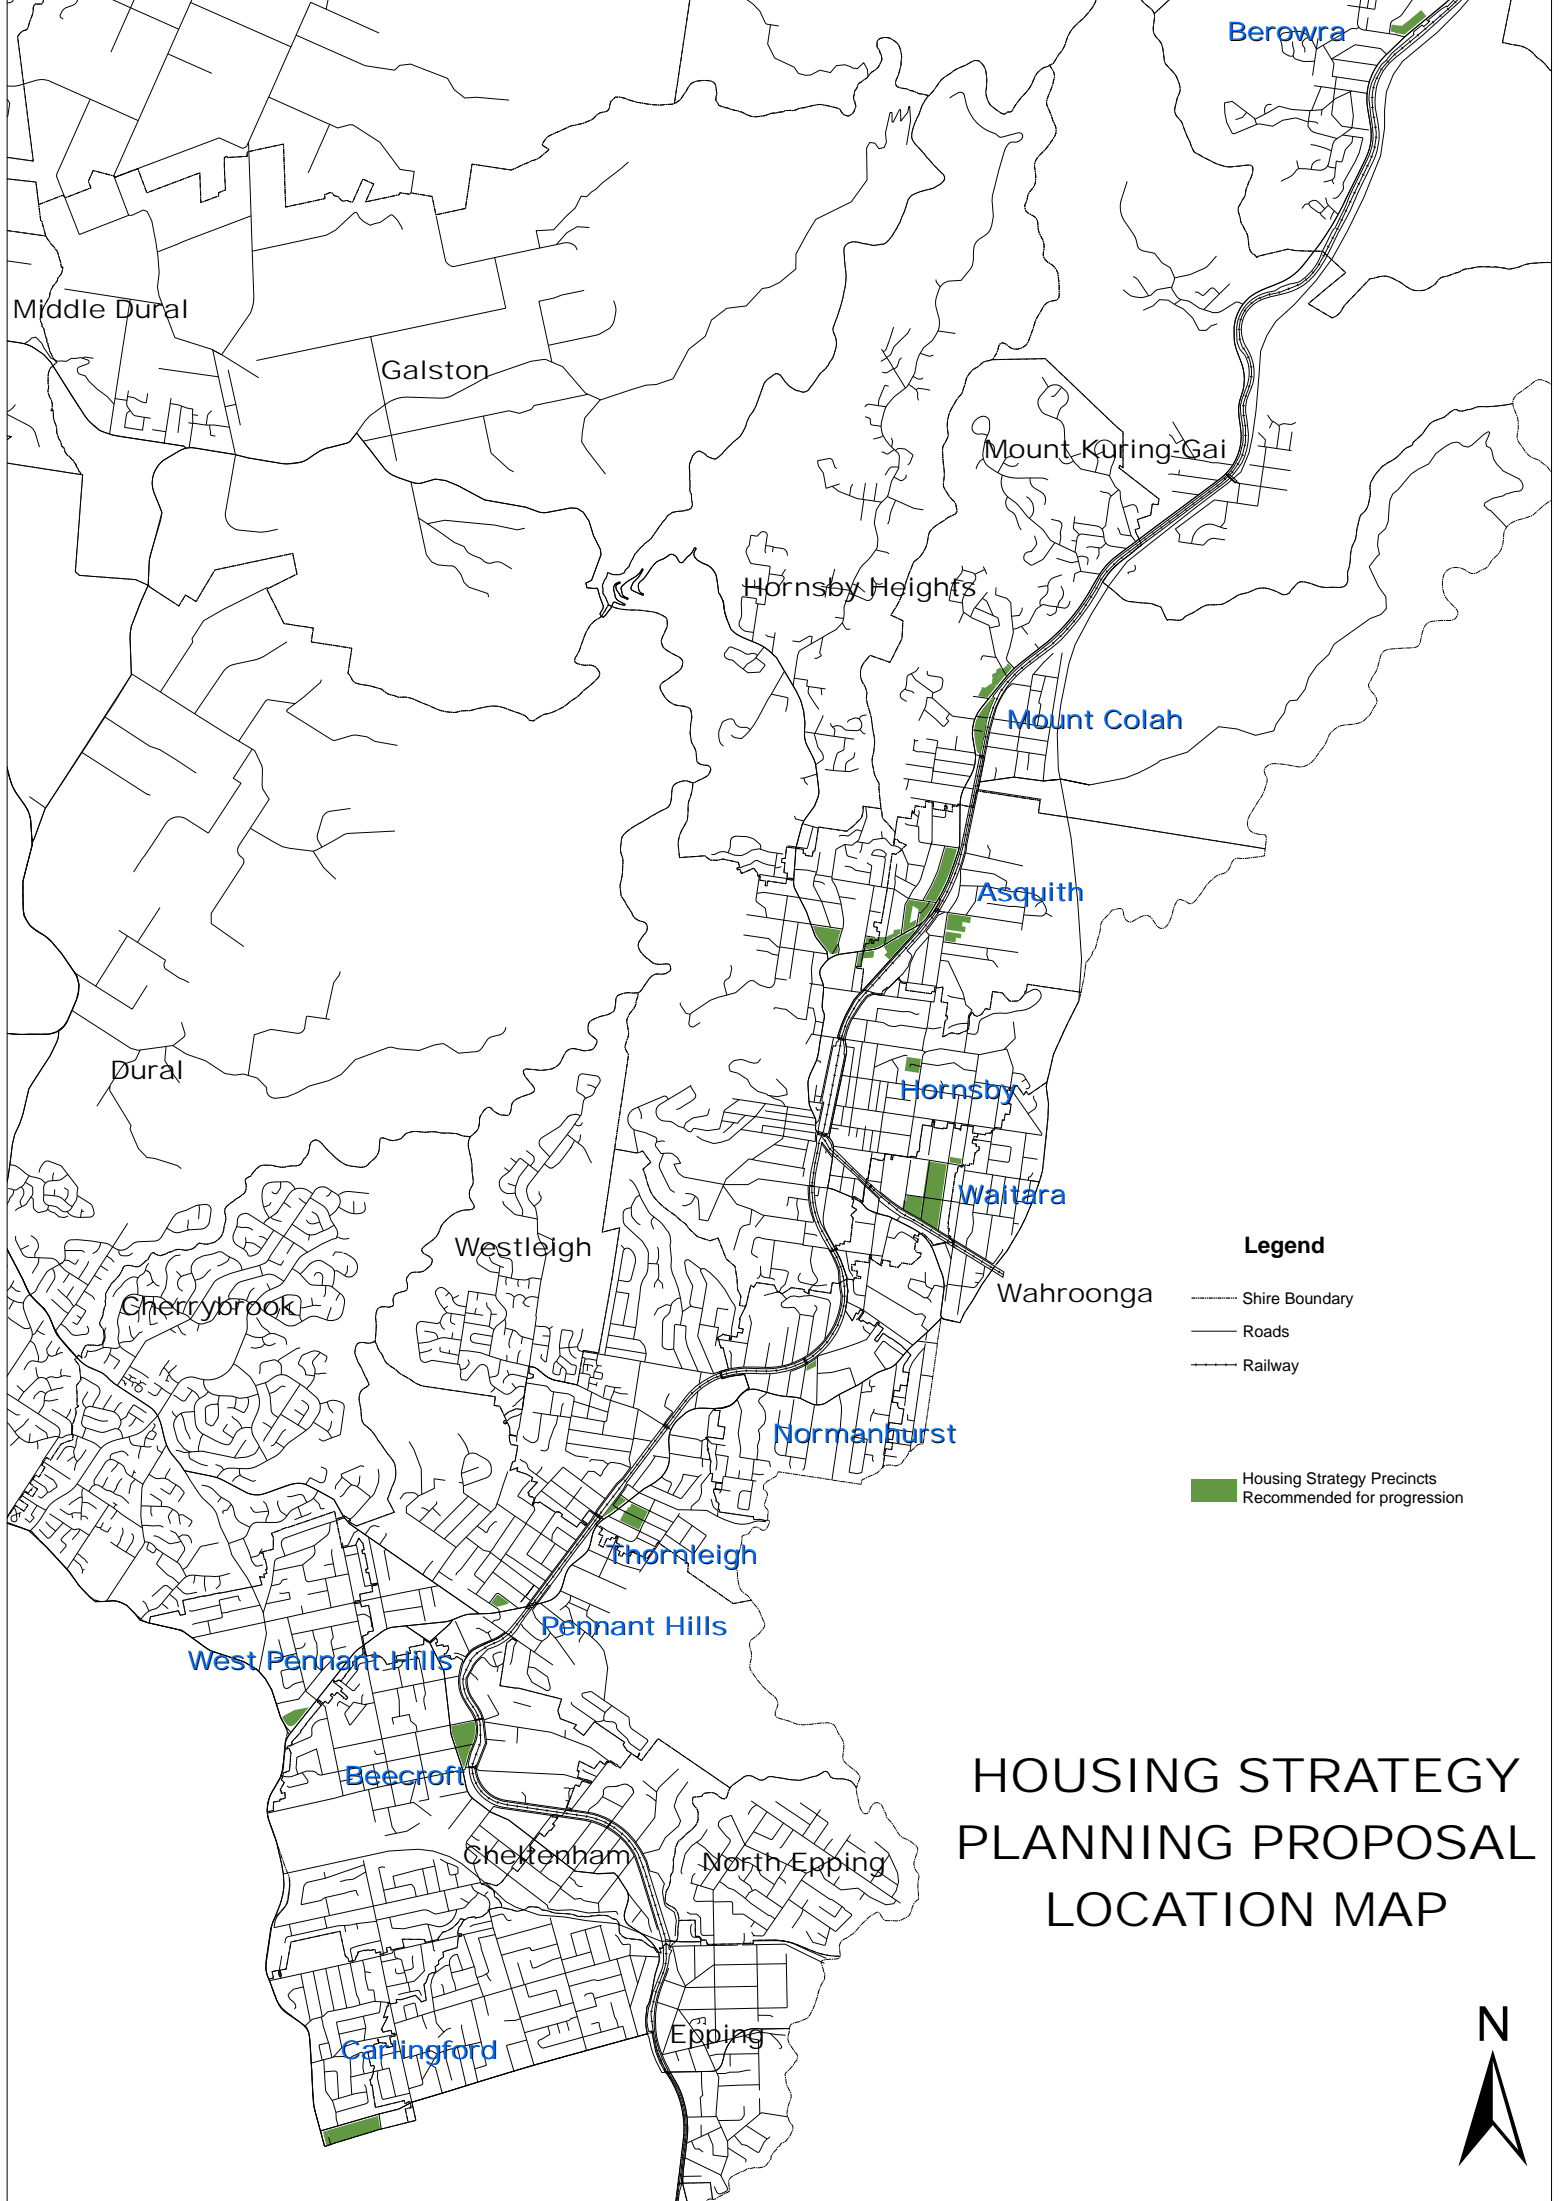 Berowra
Middle Dural
Galston
Mount Kuring-Gai
Hornsby Heights
Mount Colah
Asquith
Dural
Hornsby
Waitara
Westleigh
Wahroonga
Cherrybrook
Legend
Shire Boundary
Roads
Railway
Normanhurst
Housing Strategy Precincts
Recommended for progression
Thornleigh
Pennant Hills
West Pennant Hills
Beecroft
HOUSING STRATEGY
PLANNING PROPOSAL
LOCATION MAP
Cheltenham
North Epping
Epping
Carlingford
N